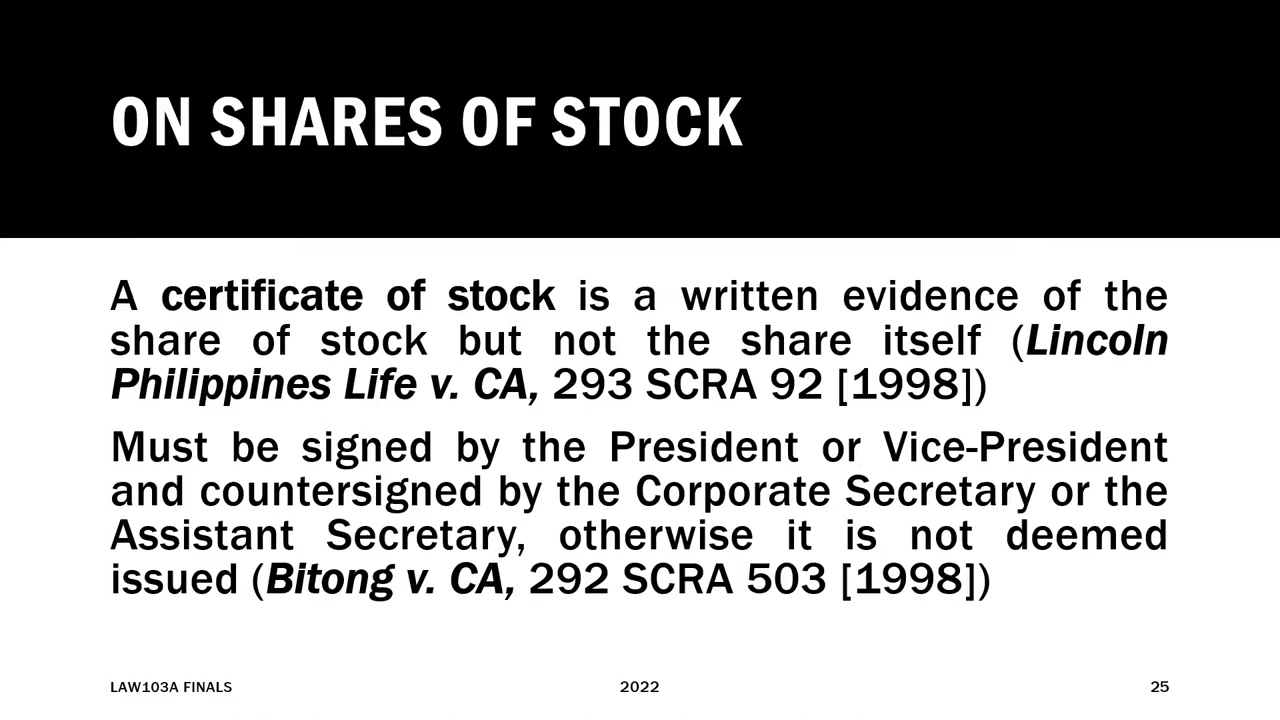 ON SHARES OF STOCK
A certificate of stock is a written evidence of the
share of stock but not the share itself (Lincoln
Philippines Life v. CA, 293 SCRA 92 [1998])
Must be signed by the President or Vice-President
and countersigned by the Corporate Secretary or the
Assistant Secretary, otherwise it is not deemed
issued (Bitong v. CA, 292 SCRA 503 [1998])
LAW103A FINALS 2022 25